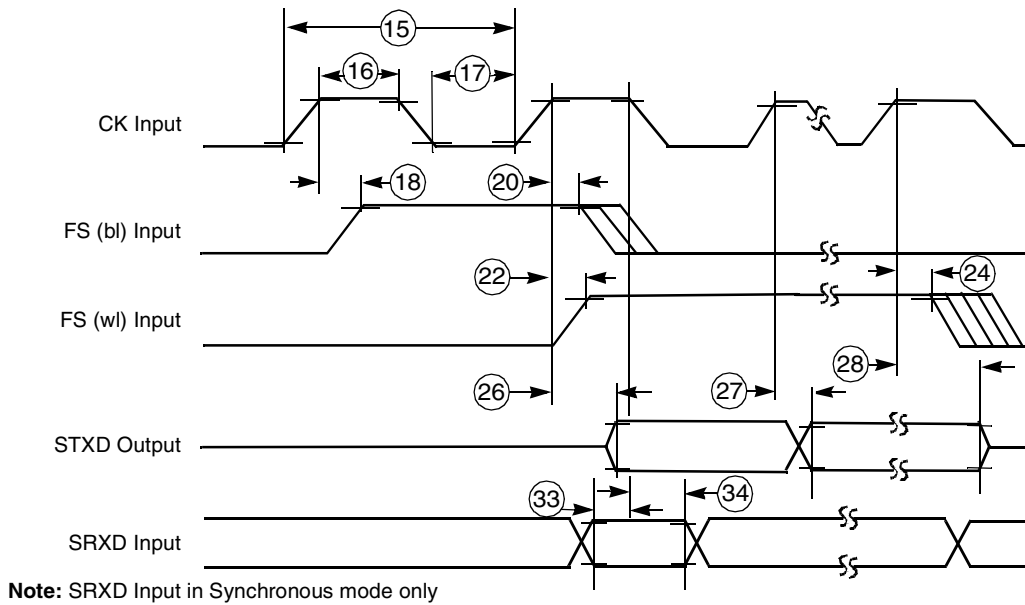 15
16
17
CK Input
18
20
FS (bl) Input
22
24
FS (wl) Input
26
27
28
STXD Output
33
34
SRXD Input
Note: SRXD Input in Synchronous mode only